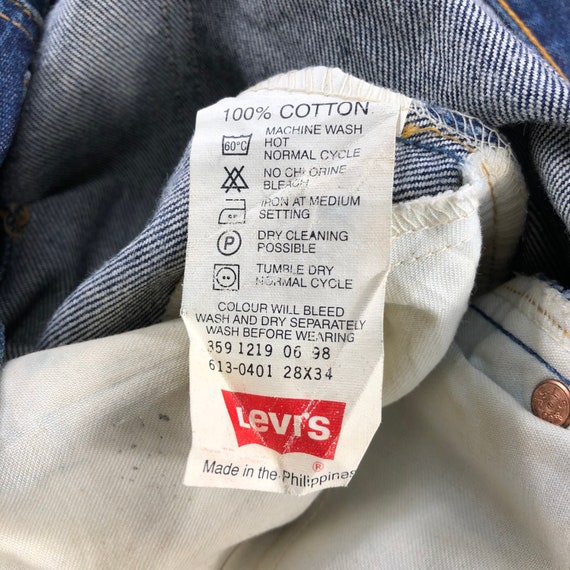 100% COTTON
60°C
MACHINE WASH
HOT
NORMAL CYCLE
NO CHLORINE
BLEACH
IRON AT MEDIUM
SETTING
P
DRY CLEANING
POSSIBLE
TUMBLE DRY
NORMAL CYCLE
COLOUR WILL BLEED
WASH AND DRY SEPARATELY
WASH BEFORE WEARING
359 1219 06 98
613-0401 28X34
Levi's
®
Made in the Philippines